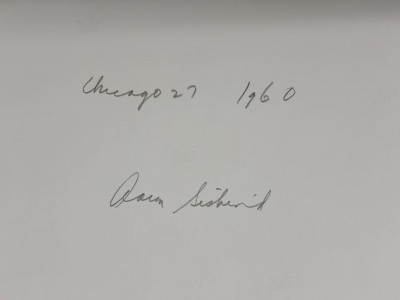 Chicago 27 1960
Aaron Siskind